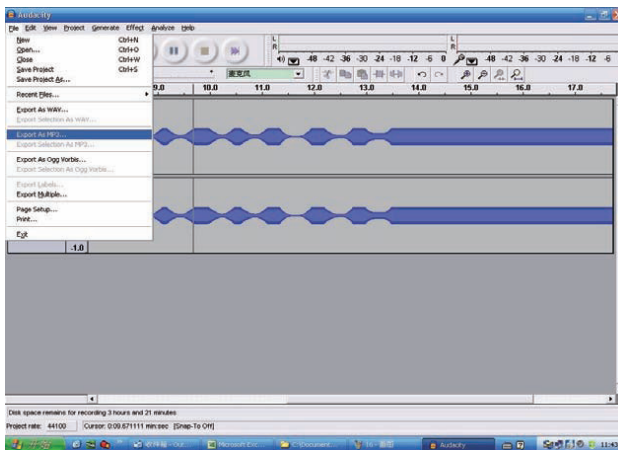 Audacity
File Edit View Project Generate Effect Analyze Help
New Ctrl+N
Open... Ctrl+O
Close Ctrl+W
Save Project Ctrl+S
Save Project As...
Recent Files...
Export As WAV...
Export Selection As WAV...
Export As MP3...
Export Selection As MP3...
Export As Ogg Vorbis...
Export Selection As Ogg Vorbis...
Export Labels...
Export Multiple...
Page Setup...
Print...
Exit
L
R
-48 -42 -36 -30 -24 -18 -12 -6 0
L
R
-48 -42 -36 -30 -24 -18 -12 -6
麦克风
9.0 10.0 11.0 12.0 13.0 14.0 15.0 16.0 17.0
-1.0
Disk space remains for recording 3 hours and 21 minutes
Project rate: 44100 Cursor: 0:09.671111 min:sec [Snap-To Off]
Microsoft Exc... C:\Document... Audacity 11:43